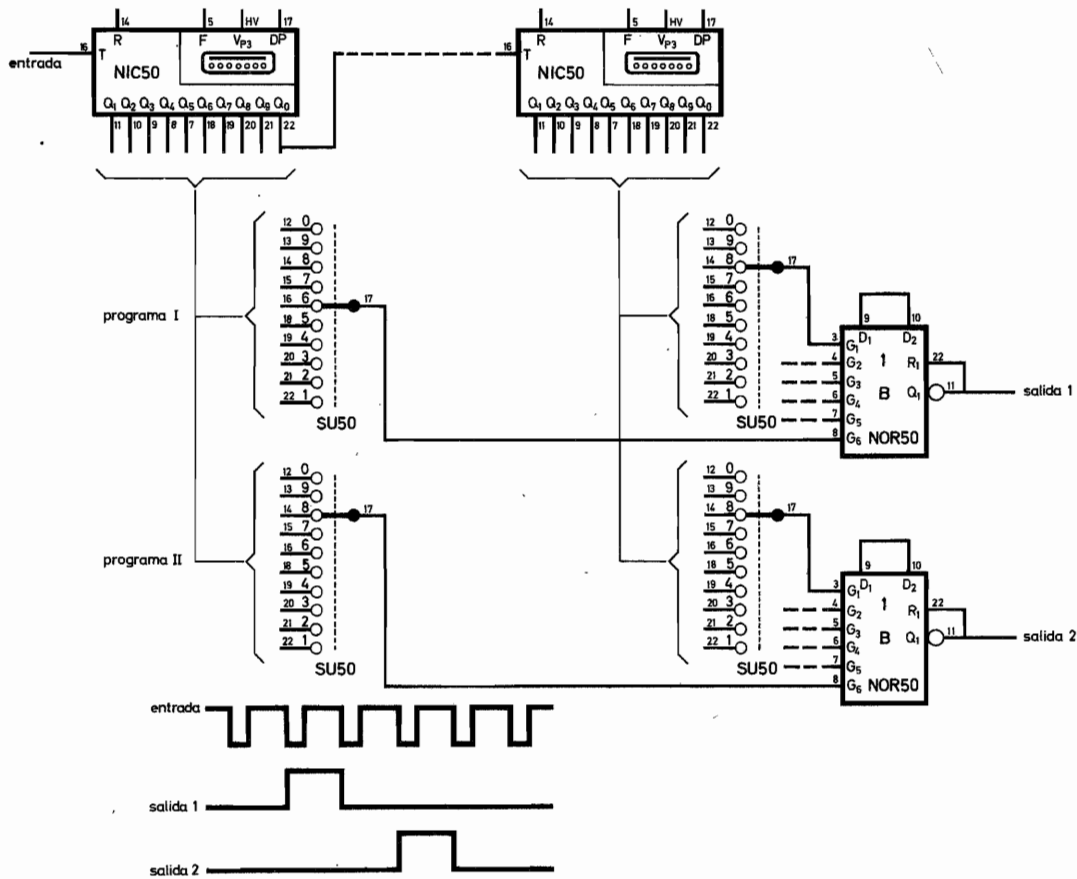 14 5 HV 17 14 5 HV 17
entrada 16 T R F VP3 DP 16 T R F VP3 DP
NIC50 NIC50
Q1 Q2 Q3 Q4 Q5 Q6 Q7 Q8 Q9 Q0 Q1 Q2 Q3 Q4 Q5 Q6 Q7 Q8 Q9 Q0
11 10 9 8 7 18 19 20 21 22 11 10 9 8 7 18 19 20 21 22
programa I
12 0
13 9
14 8
15 7
16 6 17
18 5
19 4
20 3
21 2
22 1
SU50
12 0
13 9
14 8 17
15 7
16 6
18 5
19 4
20 3
21 2
22 1
SU50
9 10
D1 D2
3 G1
4 G2 1 R1 22
5 G3
6 G4 B Q1 11 salida 1
7 G5
8 G6 NOR50
programa II
12 0
13 9
14 8 17
15 7
16 6
18 5
19 4
20 3
21 2
22 1
SU50
12 0
13 9
14 8 17
15 7
16 6
18 5
19 4
20 3
21 2
22 1
SU50
9 10
D1 D2
3 G1
4 G2 1 R1 22
5 G3
6 G4 B Q1 11 salida 2
7 G5
8 G6 NOR50
entrada
salida 1
salida 2